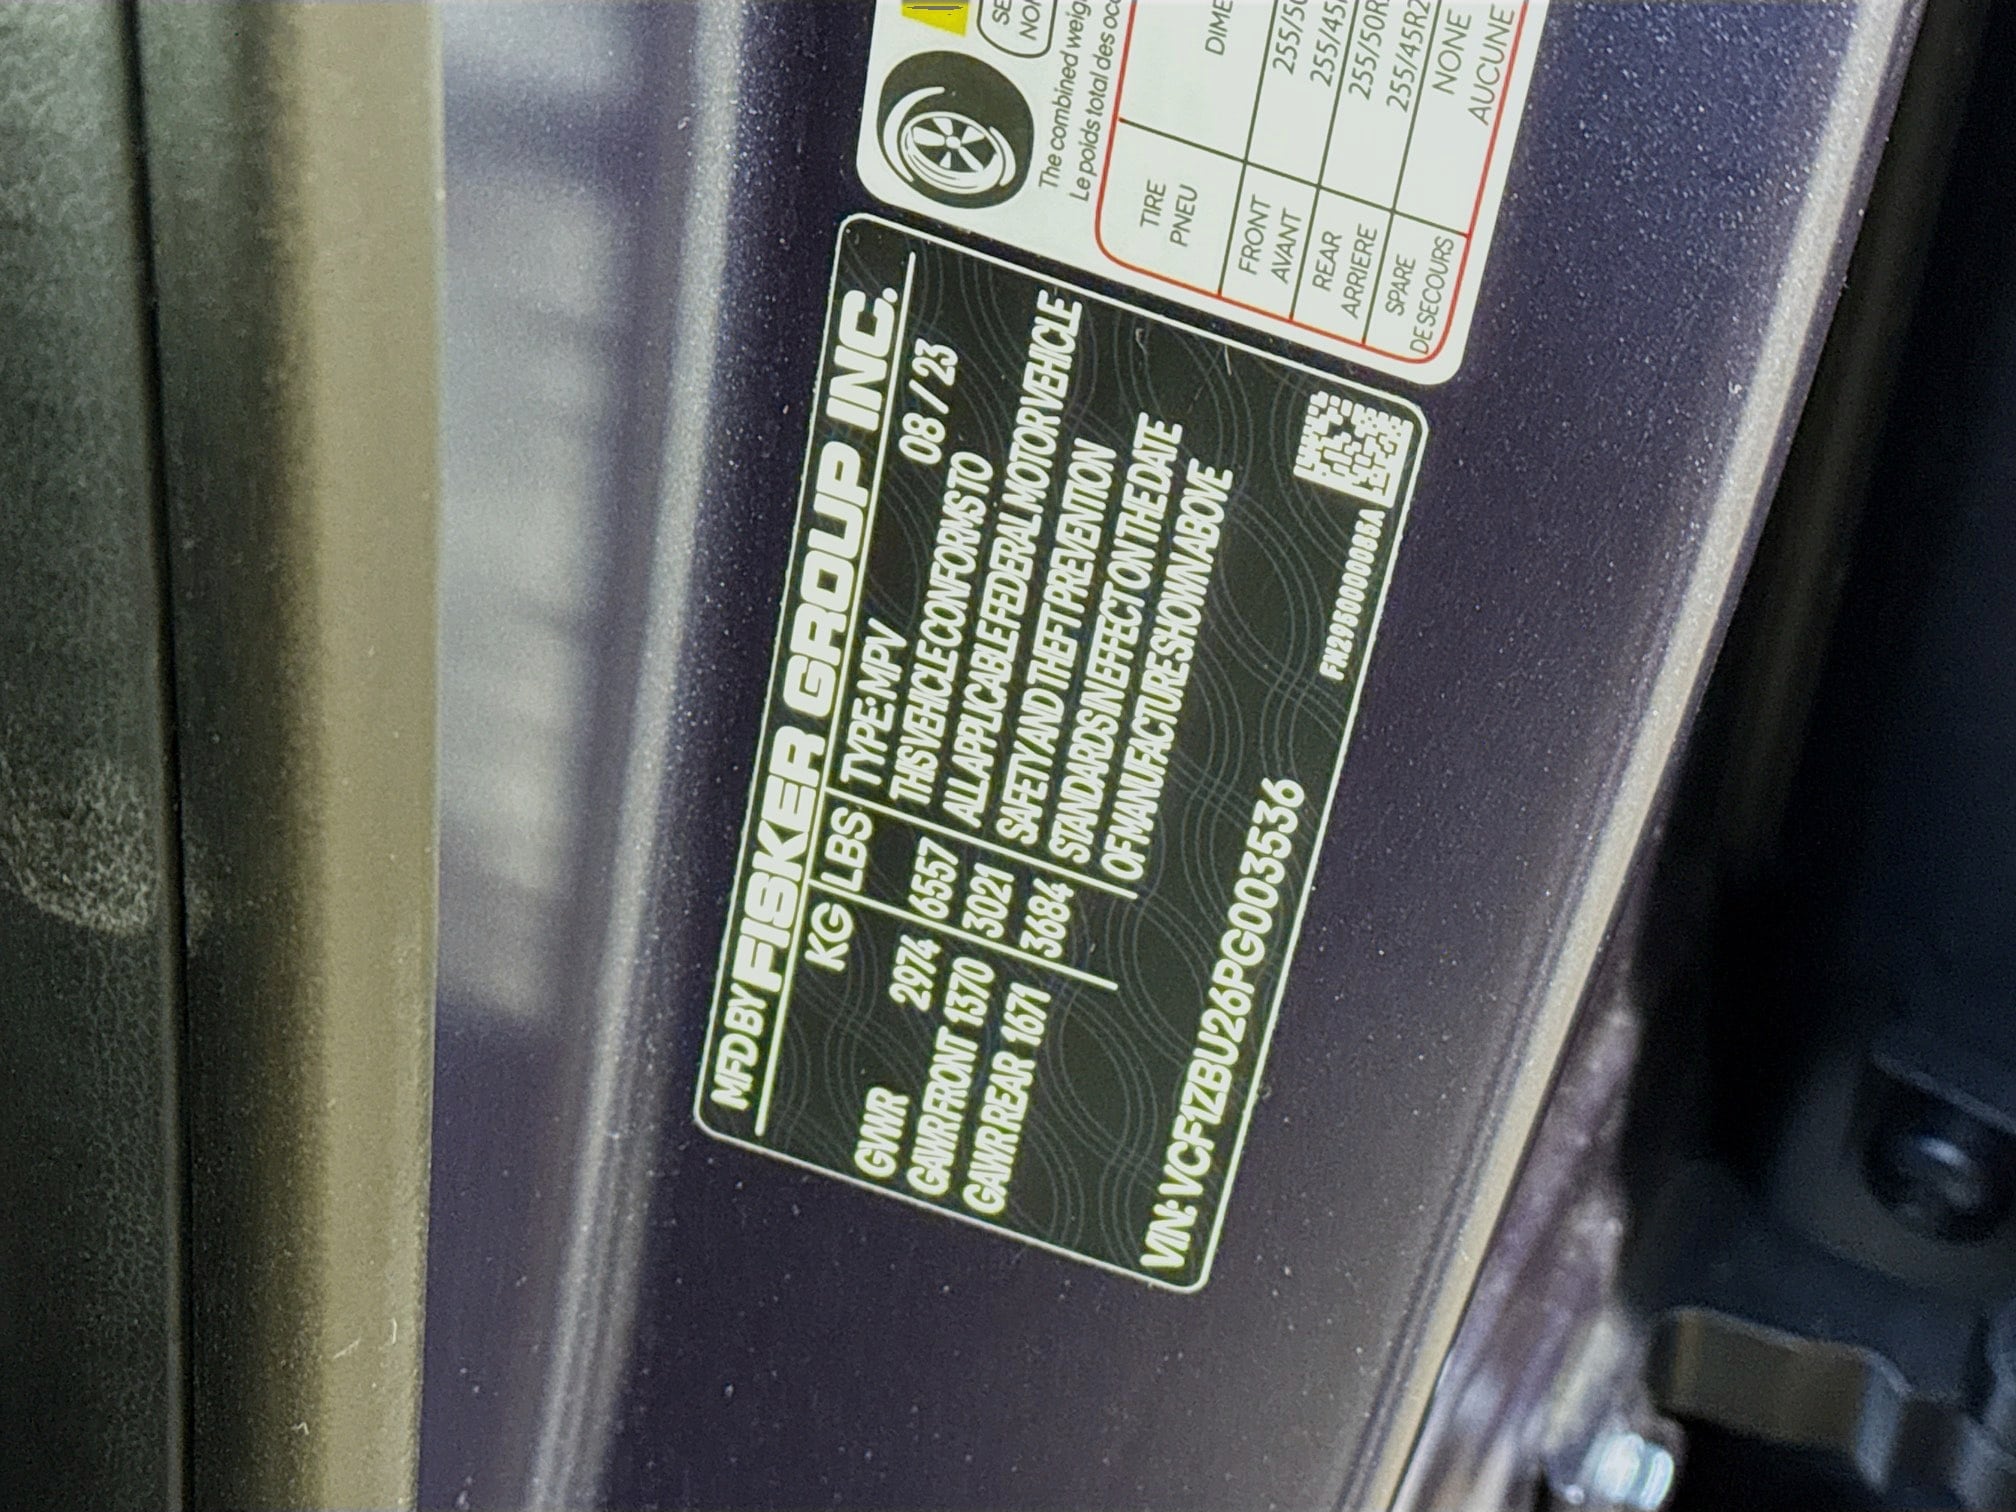 MFD BY FISKER GROUP INC.
KG LBS TYPE: MPV 08 / 23
GVWR 2974 6557
GAWR FRONT 1370 3021
GAWR REAR 1671 3684
THIS VEHICLE CONFORMS TO
ALL APPLICABLE FEDERAL MOTOR VEHICLE
SAFETY AND THEFT PREVENTION
STANDARDS IN EFFECT ON THE DATE
OF MANUFACTURE SHOWN ABOVE
FN29510000085A
VIN: VCF1ZBU26PG003536
The combined
Le poids total des
TIRE
PNEU
FRONT
AVANT
REAR
ARRIERE
SPARE
DE SECOURS
NONE
AUCUNE